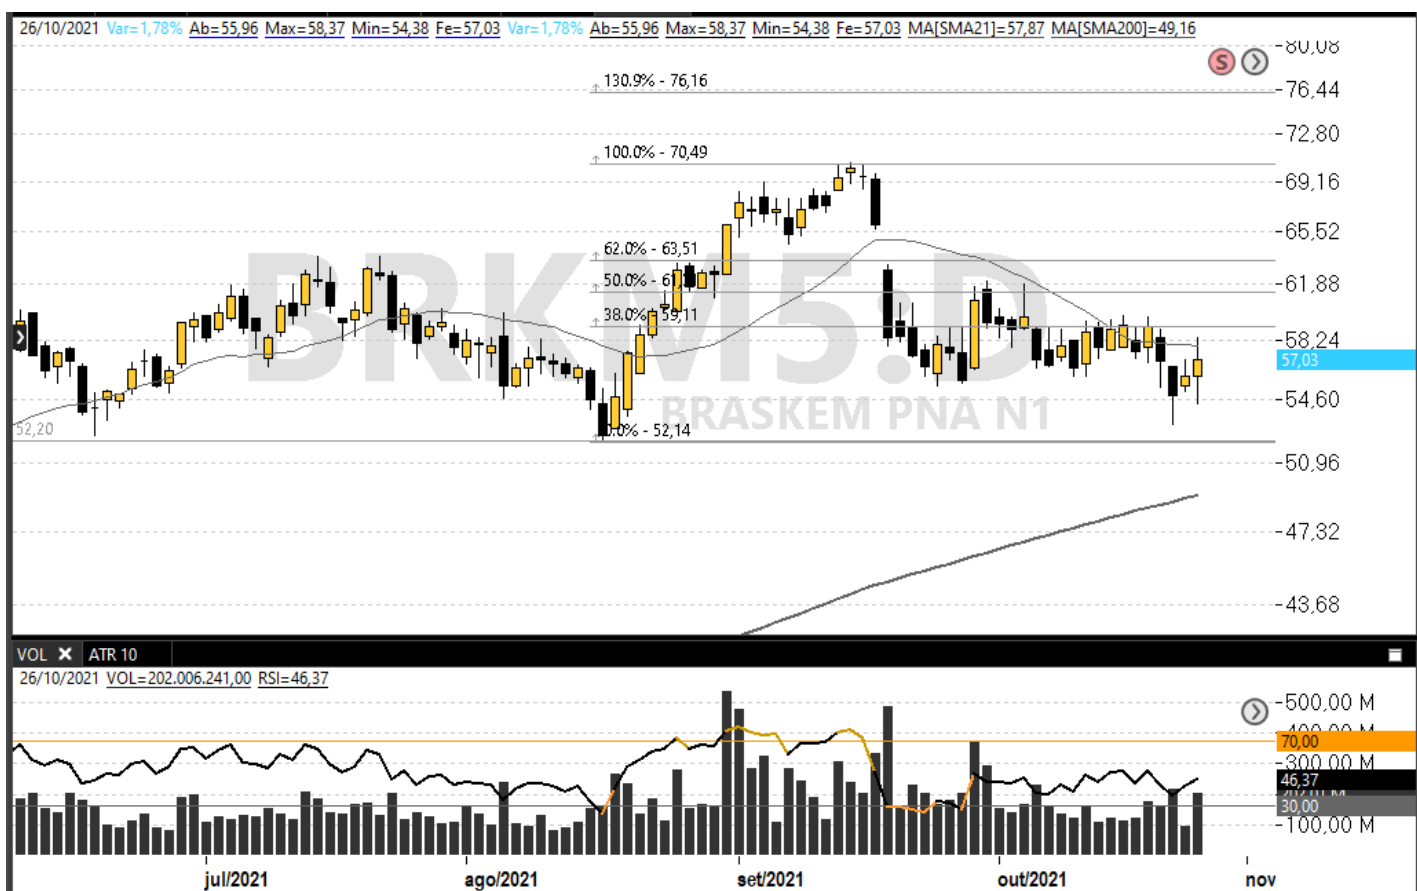 26/10/2021 Var=1,78% Ab=55,96 Max=58,37 Min=54,38 Fe=57,03 Var=1,78% Ab=55,96 Max=58,37 Min=54,38 Fe=57,03 MA[SMA21]=57,87 MA[SMA200]=49,16
80,08
S
130.9% - 76,16
76,44
72,80
100.0% - 70,49
69,16
65,52
62.0% - 63,51
BRKM5:D
50.0% - 61
61,88
38.0% - 59,11
58,24
57,03
54,60
BRASKEM PNA N1
52,20
0.0% - 52,14
50,96
47,32
43,68
VOL ATR 10
26/10/2021 VOL=202.006.241,00 RSI=46,37
500,00 M
400,00 M
70,00
300,00 M
46,37
30,00
100,00 M
jul/2021 ago/2021 set/2021 out/2021 nov